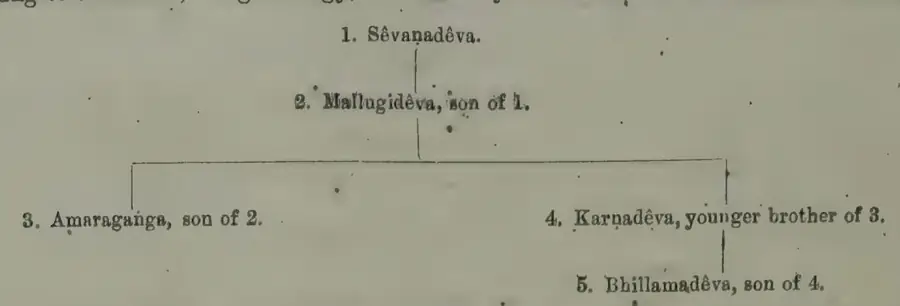 1. Sêvaṇadêva.
2. Mallugidêva, son of 1.
3. Amaragaṅga, son of 2.
4. Karṇadêva, younger brother of 3.
5. Bhillamadêva, son of 4.